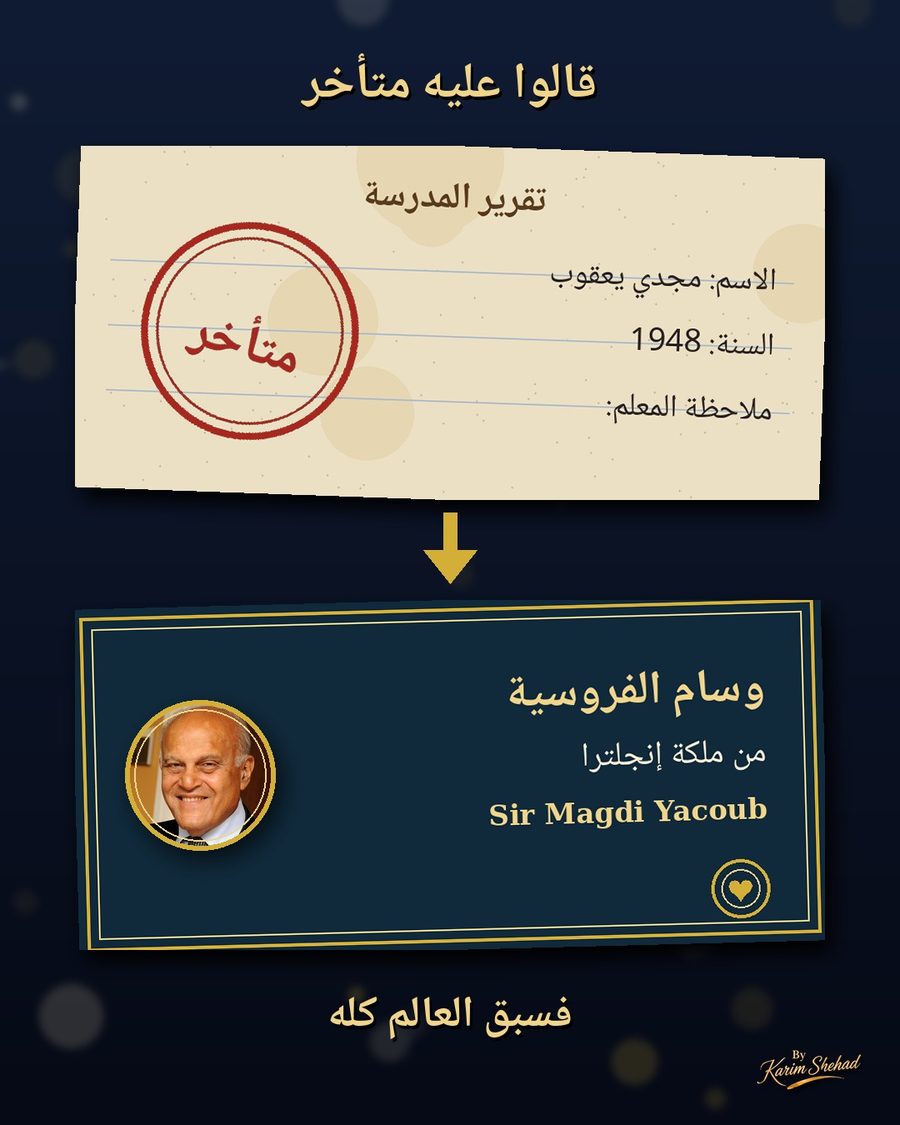 قالوا عليه متأخر
تقرير المدرسة
الاسم: مجدي يعقوب
السنة: 1948
ملاحظة المعلم:
متأخر
وسام الفروسية
من ملكة إنجلترا
Sir Magdi Yacoub
فسبق العالم كله
By
Karim Shehad